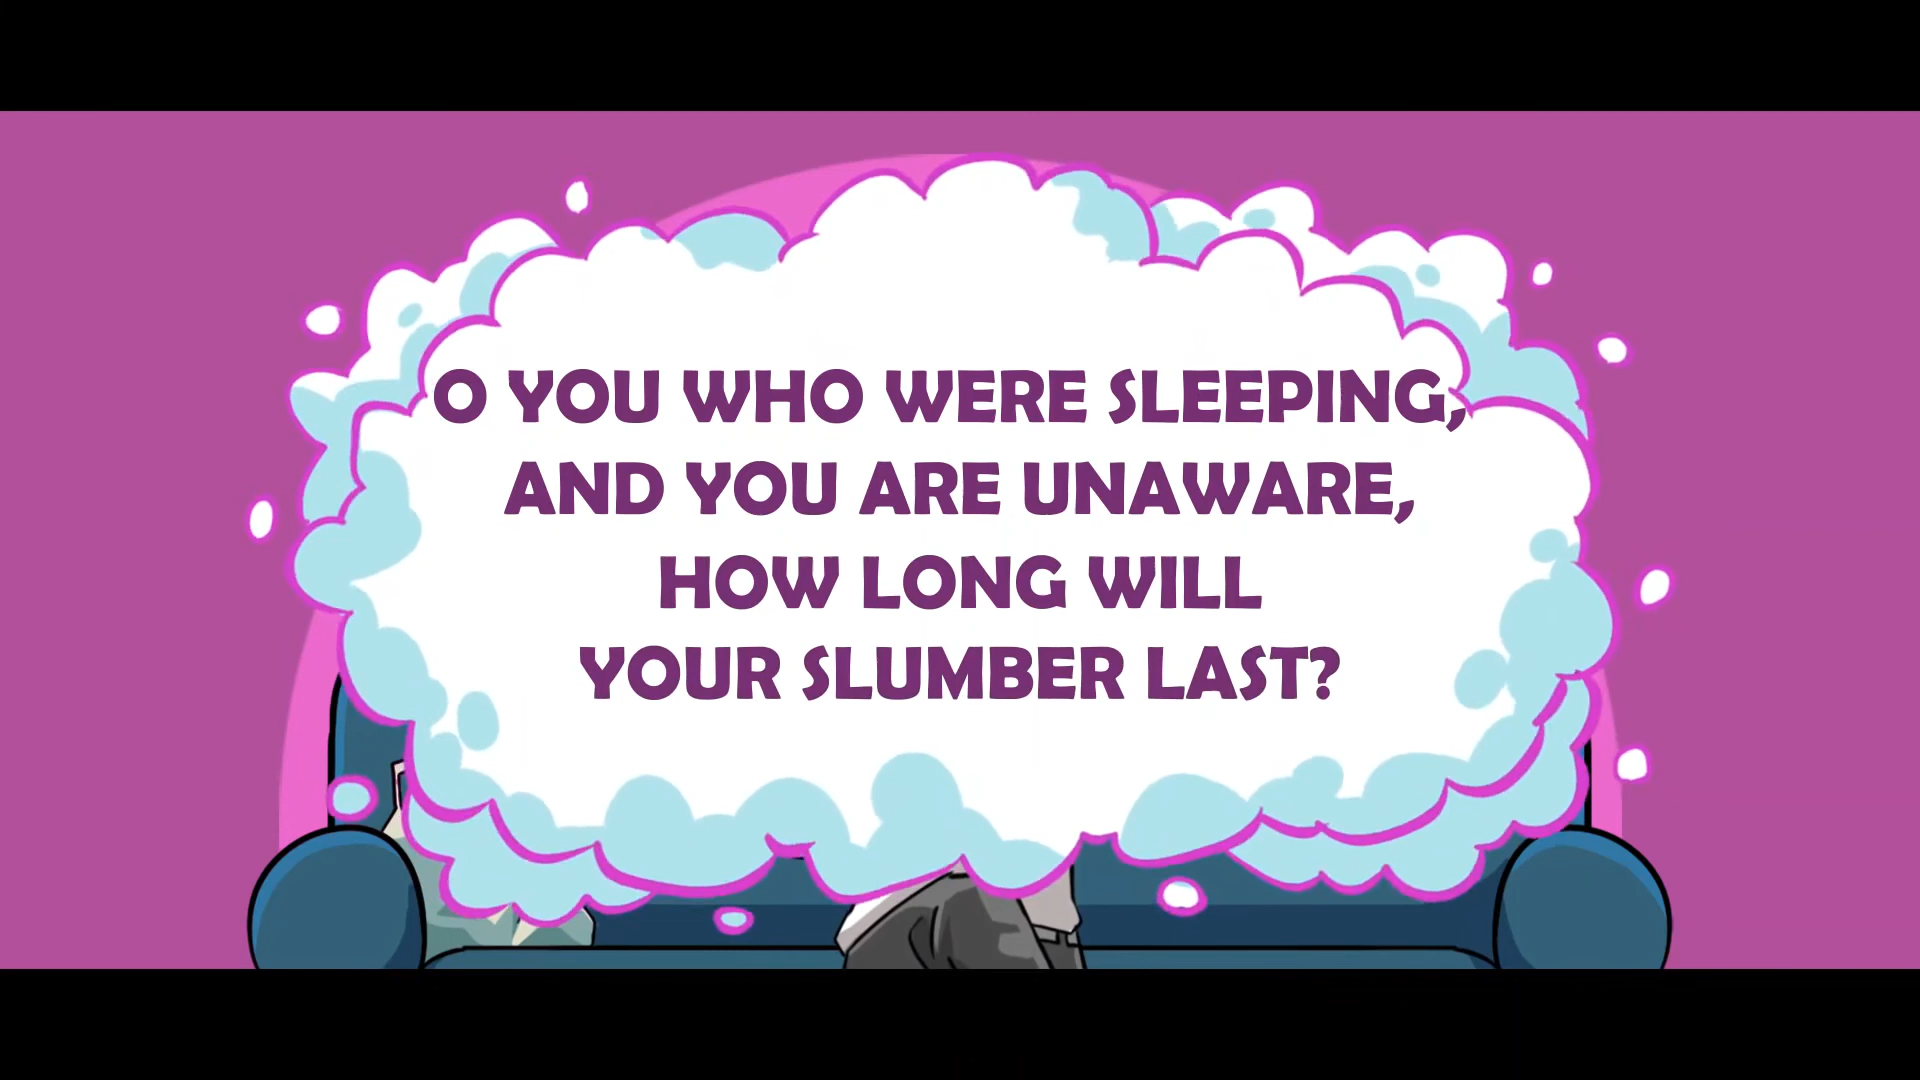 O YOU WHO WERE SLEEPING,
AND YOU ARE UNAWARE,
HOW LONG WILL
YOUR SLUMBER LAST?